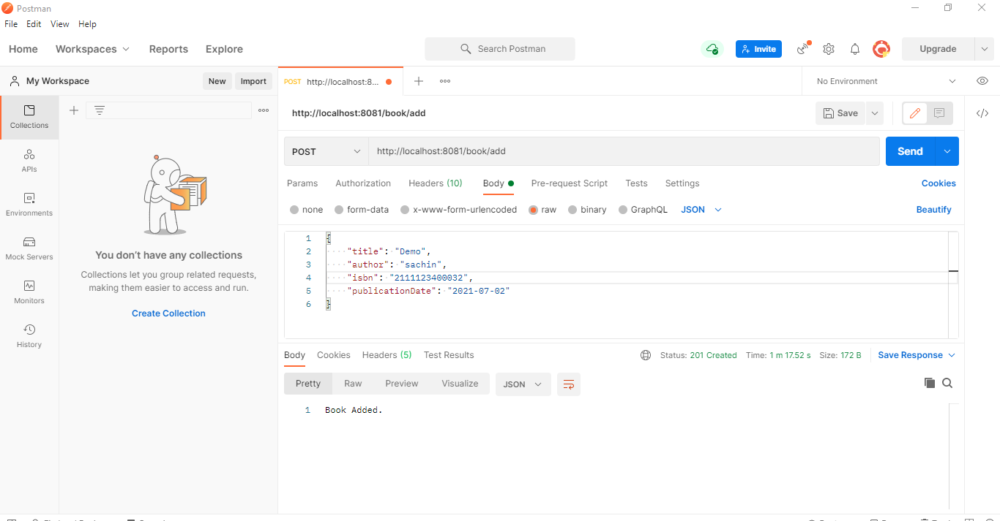 Postman
File Edit View Help
Home Workspaces Reports Explore Search Postman Invite Upgrade
My Workspace New Import
POST http://localhost:8... No Environment
Collections
APIs
Environments
Mock Servers
Monitors
History
You don't have any collections
Collections let you group related requests,
making them easier to access and run.
Create Collection
http://localhost:8081/book/add Save
POST http://localhost:8081/book/add Send
Params Authorization Headers (10) Body Pre-request Script Tests Settings Cookies
none form-data x-www-form-urlencoded raw binary GraphQL JSON Beautify
1 {
2 "title": "Demo",
3 "author": "sachin",
4 "isbn": "2111123400032",
5 "publicationDate": "2021-07-02"
6 }
Body Cookies Headers (5) Test Results Status: 201 Created Time: 1 m 17.52 s Size: 172 B Save Response
Pretty Raw Preview Visualize JSON
1 Book Added.